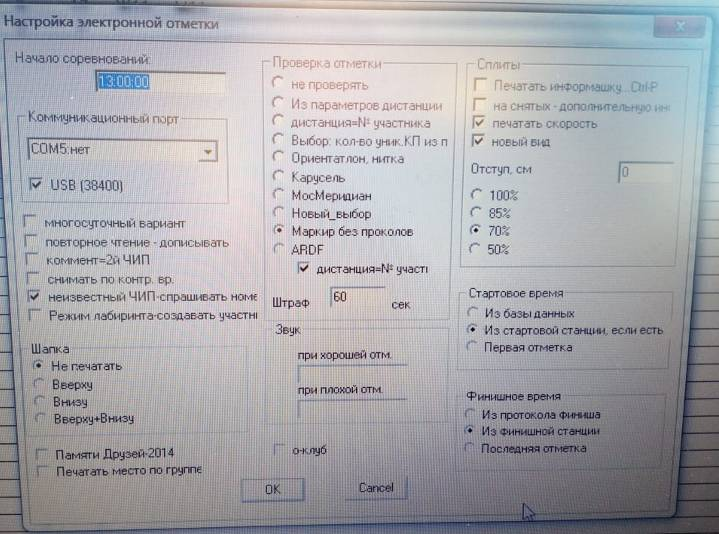 Настройка электронной отметки
Начало соревнований:
13:00:00
Коммуникационный порт
COM5:нет
USB (38400)
многосуточный вариант
повторное чтение - дописывать
коммент=2й ЧИП
снимать по контр. вр.
неизвестный ЧИП-спрашивать номе
Режим лабиринта-создавать участні
Шапка
Не печатать
Вверху
Внизу
Вверху+Внизу
Памяти Друзей-2014
Печатать место по группе
Проверка отметки
не проверять
Из параметров дистанции
дистанция=№ участника
Выбор: кол-во уник.КП из п
Ориентатлон, нитка
Карусель
МосМеридиан
Новый_выбор
Маркир без проколов
ARDF
дистанция=№ участı
Штраф 60 сек
Звук
при хорошей отм.
при плохой отм.
о-клуб
OK
Cancel
Сплиты
Печатать информашку...Ctrl-P
на снятых - дополнительную инı
печатать скорость
новый вид
Отступ, см 0
100%
85%
70%
50%
Стартовое время
Из базы данных
Из стартовой станции, если есть
Первая отметка
Финишное время
Из протокола финиша
Из финишной станции
Последняя отметка